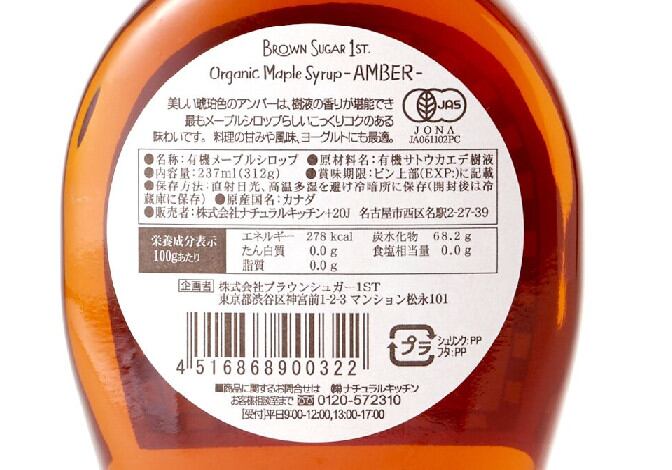 BROWN SUGAR 1ST.
Organic Maple Syrup -AMBER-
美しい琥珀色のアンバーは、樹液の香りが堪能でき
最もメープルシロップらしいこっくりコクのある
味わいです。料理の甘みや風味、ヨーグルトにも最適。
JAS
JONA
JA061102PC
●名称:有機メープルシロップ ●原材料名:有機サトウカエデ樹液
●内容量:237ml(312g) ●賞味期限:ビン上部(EXP:)に記載
●保存方法:直射日光、高温多湿を避け冷暗所に保存(開封後は冷
蔵庫に保存) ●原産国名:カナダ
●販売者:株式会社ナチュラルキッチン+20J 名古屋市西区名駅2-27-39
栄養成分表示
100gあたり
エネルギー 278 kcal 炭水化物 68.2g
たん白質 0.0g 食塩相当量 0.0g
脂質 0.0g
企画者 株式会社ブラウンシュガー1ST
東京都渋谷区神宮前1-2-3 マンション松永101
4516868900322
プラ
シュリンク:PP
フタ:PP
■商品に関するお問合せは ㈱ナチュラルキッチン
お客様相談室まで 0120-572310
[受付]平日9:00-12:00,13:00-17:00